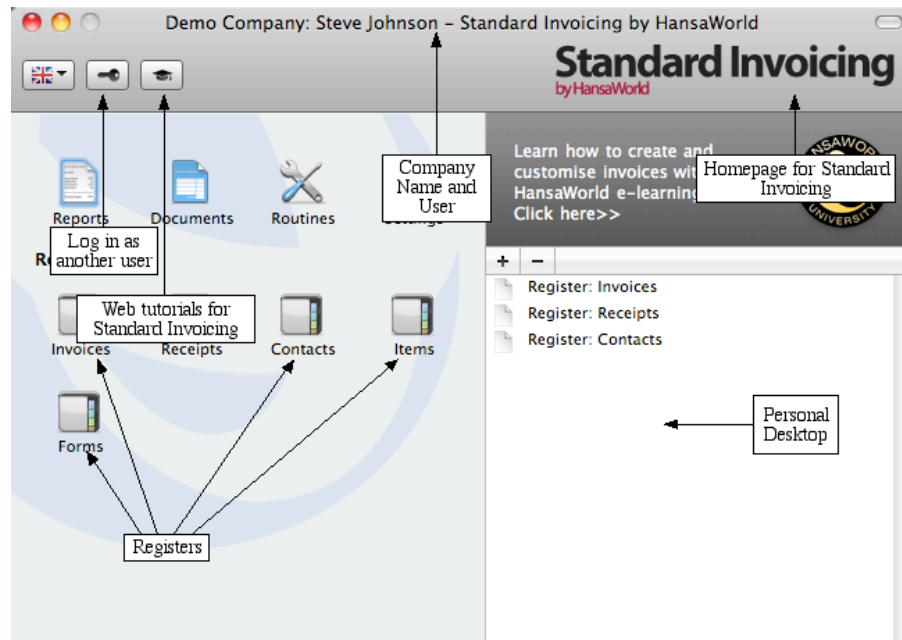 Demo Company: Steve Johnson – Standard Invoicing by HansaWorld
Standard Invoicing
by HansaWorld
Company
Name and
User
Learn how to create and
customise invoices
HansaWorld e-learning
Click here>>
Homepage for Standard
Invoicing
UNIVERSITY
Reports
Documents
Routines
Log in as
another user
+ –
Register: Invoices
Register: Receipts
Register: Contacts
Web tutorials for
Standard Invoicing
Invoices
Receipts
Contacts
Items
Forms
Personal
Desktop
Registers